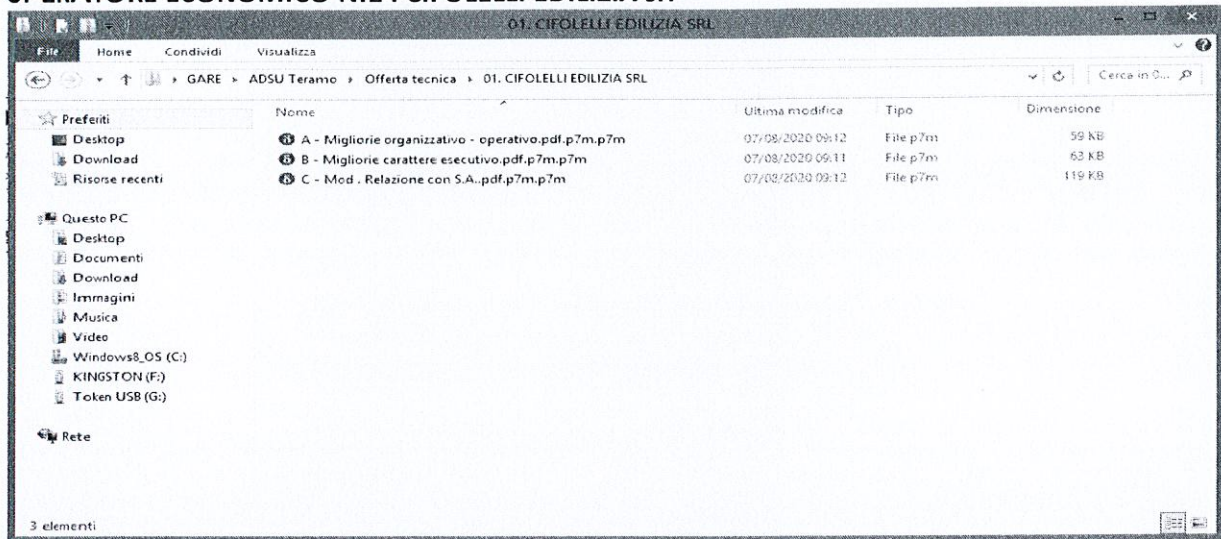 01. CIFOLELLI EDILIZIA SRL
File Home Condividi Visualizza
GARE ADSU Teramo Offerta tecnica 01. CIFOLELLI EDILIZIA SRL Cerca in 0...
Preferiti
Desktop
Download
Risorse recenti
Questo PC
Desktop
Documenti
Download
Immagini
Musica
Video
Windows8_OS (C:)
KINGSTON (F:)
Token USB (G:)
Rete
Nome Ultima modifica Tipo Dimensione
A - Migliorie organizzativo - operativo.pdf.p7m.p7m 07/08/2020 09:12 File p7m 59 KB
B - Migliorie carattere esecutivo.pdf.p7m.p7m 07/08/2020 09:11 File p7m 63 KB
C - Mod . Relazione con S.A..pdf.p7m.p7m 07/08/2020 09:12 File p7m 119 KB
3 elementi